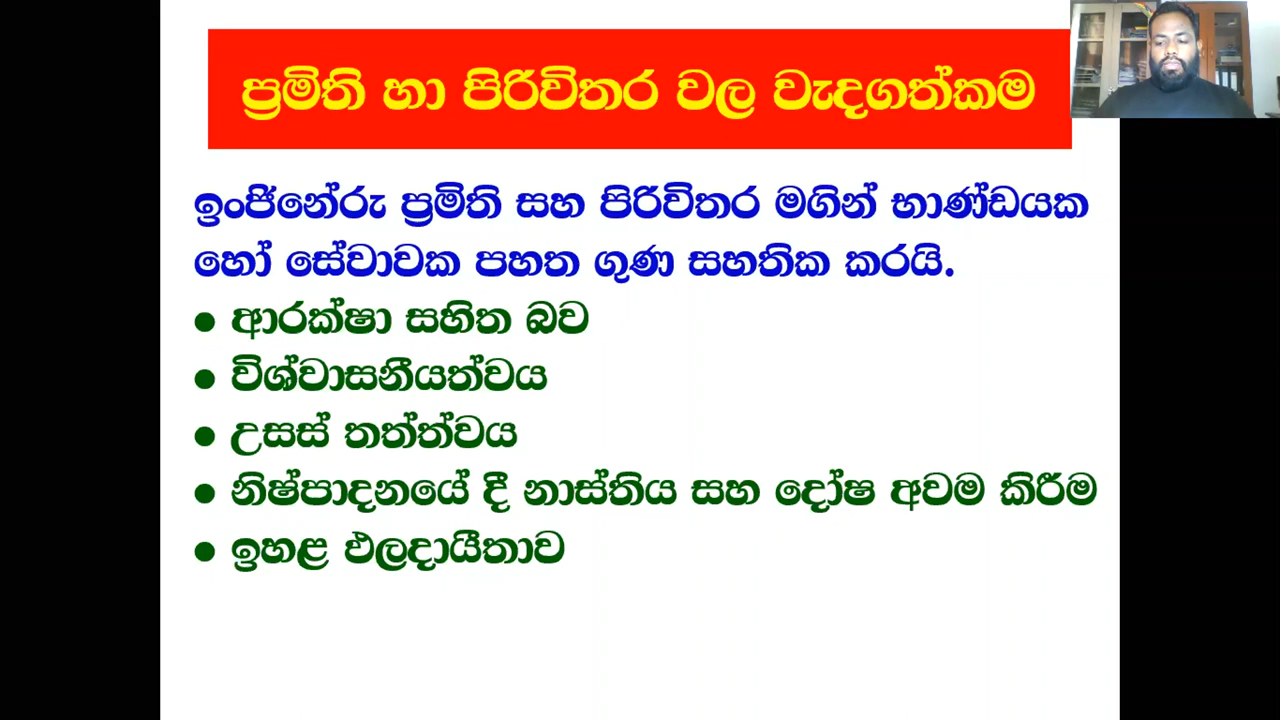 ප්‍රමිති හා පිරිවිතර වල වැදගත්කම
ඉංජිනේරු ප්‍රමිති සහ පිරිවිතර මගින් භාණ්ඩයක
හෝ සේවාවක පහත ගුණ සහතික කරයි.
● ආරක්ෂා සහිත බව
● විශ්වාසනීයත්වය
● උසස් තත්ත්වය
● නිෂ්පාදනයේ දී නාස්තිය සහ දෝෂ අවම කිරීම
● ඉහළ ඵලදායීතාව